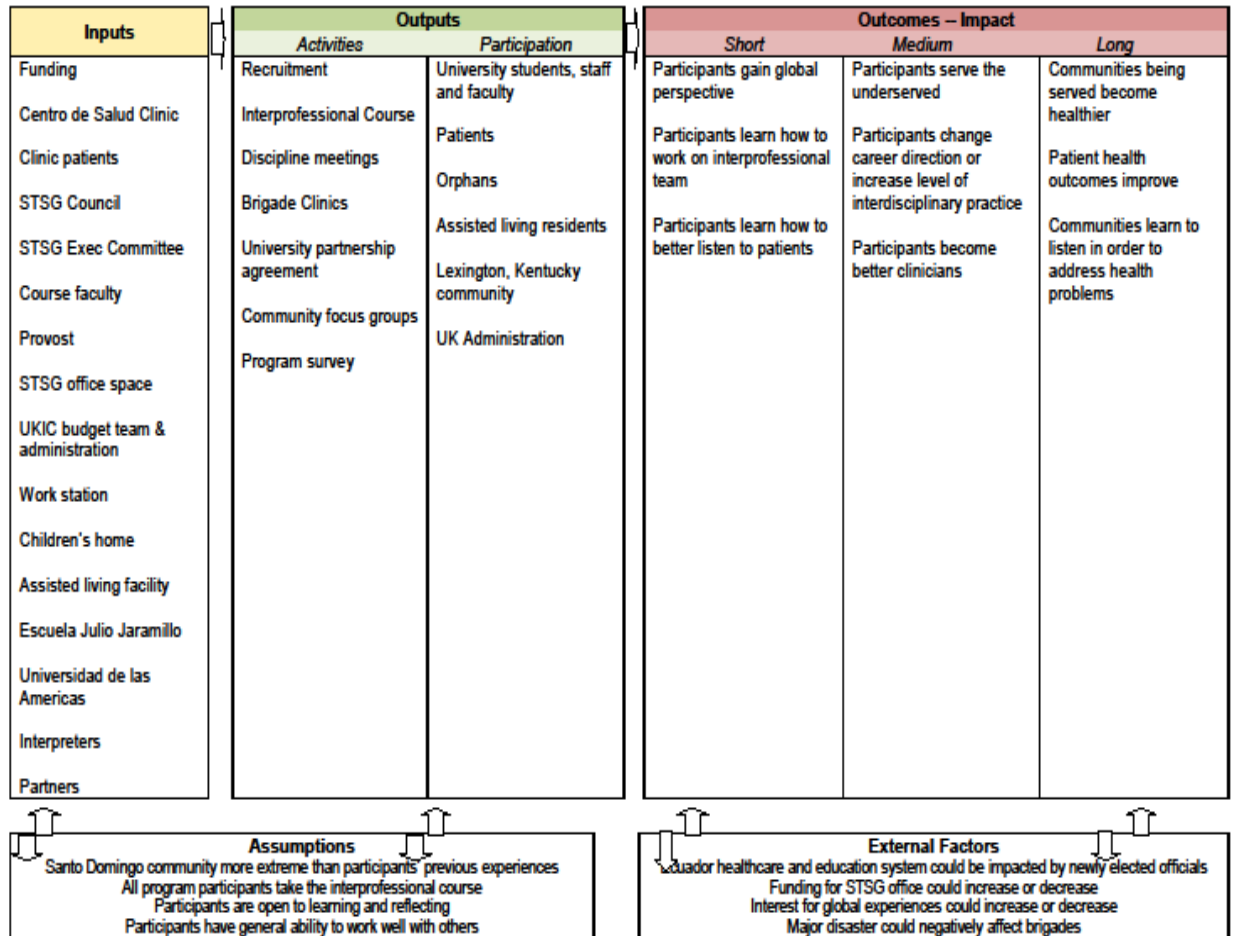 Inputs
Funding
Centro de Salud Clinic
Clinic patients
STSG Council
STSG Exec Committee
Course faculty
Provost
STSG office space
UKIC budget team &
administration
Work station
Children's home
Assisted living facility
Escuela Julio Jaramillo
Universidad de las
Americas
Interpreters
Partners
Outputs
Activities
Recruitment
Interprofessional Course
Discipline meetings
Brigade Clinics
University partnership
agreement
Community focus groups
Program survey
Participation
University students, staff
and faculty
Patients
Orphans
Assisted living residents
Lexington, Kentucky
community
UK Administration
Outcomes – Impact
Short
Participants gain global
perspective
Participants learn how to
work on interprofessional
team
Participants learn how to
better listen to patients
Medium
Participants serve the
underserved
Participants change
career direction or
increase level of
interdisciplinary practice
Participants become
better clinicians
Long
Communities being
served become
healthier
Patient health
outcomes improve
Communities learn to
listen in order to
address health
problems
Assumptions
Santo Domingo community more extreme than participants' previous experiences
All program participants take the interprofessional course
Participants are open to learning and reflecting
Participants have general ability to work well with others
External Factors
Ecuador healthcare and education system could be impacted by newly elected officials
Funding for STSG office could increase or decrease
Interest for global experiences could increase or decrease
Major disaster could negatively affect brigades